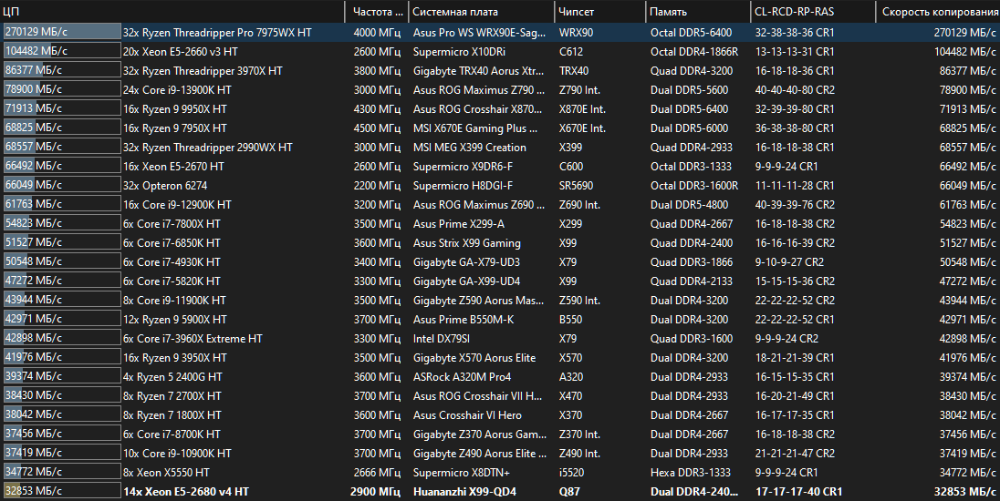 ЦП Частота ... Системная плата Чипсет Память CL-RCD-RP-RAS Скорость копирования
270129 МБ/с 32x Ryzen Threadripper Pro 7975WX HT 4000 МГц Asus Pro WS WRX90E-Sag... WRX90 Octal DDR5-6400 32-38-38-36 CR1 270129 МБ/с
104482 МБ/с 20x Xeon E5-2660 v3 HT 2600 МГц Supermicro X10DRi C612 Octal DDR4-1866R 13-13-13-31 CR1 104482 МБ/с
86377 МБ/с 32x Ryzen Threadripper 3970X HT 3800 МГц Gigabyte TRX40 Aorus Xtr... TRX40 Quad DDR4-3200 16-18-18-36 CR1 86377 МБ/с
78900 МБ/с 24x Core i9-13900K HT 3000 МГц Asus ROG Maximus Z790 ... Z790 Int. Dual DDR5-5600 40-40-40-80 CR2 78900 МБ/с
71913 МБ/с 16x Ryzen 9 9950X HT 4300 МГц Asus ROG Crosshair X870... X870E Int. Dual DDR5-6400 32-39-39-80 CR1 71913 МБ/с
68825 МБ/с 16x Ryzen 9 7950X HT 4500 МГц MSI X670E Gaming Plus ... X670E Int. Dual DDR5-6000 36-38-38-80 CR1 68825 МБ/с
68557 МБ/с 32x Ryzen Threadripper 2990WX HT 3000 МГц MSI MEG X399 Creation X399 Quad DDR4-2933 16-18-18-38 CR1 68557 МБ/с
66492 МБ/с 16x Xeon E5-2670 HT 2600 МГц Supermicro X9DR6-F C600 Octal DDR3-1333 9-9-9-24 CR1 66492 МБ/с
66049 МБ/с 32x Opteron 6274 2200 МГц Supermicro H8DGI-F SR5690 Octal DDR3-1600R 11-11-11-28 CR1 66049 МБ/с
61763 МБ/с 16x Core i9-12900K HT 3200 МГц Asus ROG Maximus Z690 ... Z690 Int. Dual DDR5-4800 40-39-39-76 CR2 61763 МБ/с
54823 МБ/с 6x Core i7-7800X HT 3500 МГц Asus Prime X299-A X299 Quad DDR4-2667 16-18-18-38 CR2 54823 МБ/с
51527 МБ/с 6x Core i7-6850K HT 3600 МГц Asus Strix X99 Gaming X99 Quad DDR4-2400 16-16-16-39 CR2 51527 МБ/с
50548 МБ/с 6x Core i7-4930K HT 3400 МГц Gigabyte GA-X79-UD3 X79 Quad DDR3-1866 9-10-9-27 CR2 50548 МБ/с
47272 МБ/с 6x Core i7-5820K HT 3300 МГц Gigabyte GA-X99-UD4 X99 Quad DDR4-2133 15-15-15-36 CR2 47272 МБ/с
43944 МБ/с 8x Core i9-11900K HT 3500 МГц Gigabyte Z590 Aorus Mas... Z590 Int. Dual DDR4-3200 22-22-22-52 CR2 43944 МБ/с
42971 МБ/с 12x Ryzen 9 5900X HT 3700 МГц Asus Prime B550M-K B550 Dual DDR4-3200 22-22-22-52 CR1 42971 МБ/с
42898 МБ/с 6x Core i7-3960X Extreme HT 3300 МГц Intel DX79SI X79 Quad DDR3-1600 9-9-9-24 CR2 42898 МБ/с
41976 МБ/с 16x Ryzen 9 3950X HT 3500 МГц Gigabyte X570 Aorus Elite X570 Dual DDR4-3200 18-21-21-39 CR1 41976 МБ/с
39374 МБ/с 4x Ryzen 5 2400G HT 3600 МГц ASRock A320M Pro4 A320 Dual DDR4-2933 16-15-15-35 CR1 39374 МБ/с
38430 МБ/с 8x Ryzen 7 2700X HT 3700 МГц Asus ROG Crosshair VII H... X470 Dual DDR4-2933 16-20-21-49 CR1 38430 МБ/с
38042 МБ/с 8x Ryzen 7 1800X HT 3600 МГц Asus Crosshair VI Hero X370 Dual DDR4-2667 16-17-17-35 CR1 38042 МБ/с
37456 МБ/с 6x Core i7-8700K HT 3700 МГц Gigabyte Z370 Aorus Gam... Z370 Int. Dual DDR4-2667 16-18-18-38 CR2 37456 МБ/с
37419 МБ/с 10x Core i9-10900K HT 3700 МГц Gigabyte Z490 Aorus Elite ... Z490 Int. Dual DDR4-2933 21-21-21-47 CR2 37419 МБ/с
34772 МБ/с 8x Xeon X5550 HT 2666 МГц Supermicro X8DTN+ i5520 Hexa DDR3-1333 9-9-9-24 CR1 34772 МБ/с
32853 МБ/с 14x Xeon E5-2680 v4 HT 2900 МГц Huananzhi X99-QD4 Q87 Dual DDR4-240... 17-17-17-40 CR1 32853 МБ/с